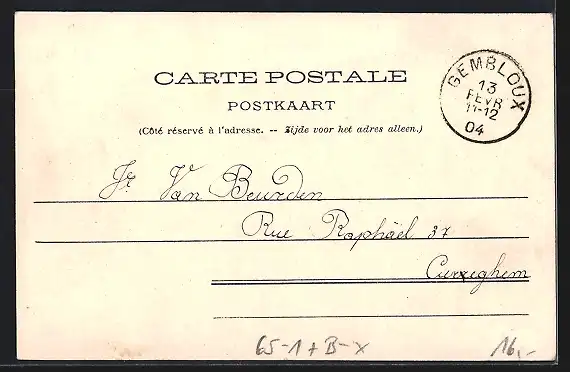 CARTE POSTALE
POSTKAART
(Côté réservé à l'adresse. -- Zijde voor het adres alleen.)
GEMBLOUX
13
FEVR
11-12
04
Jr Van Beurden
Rue Raphäel 37
Cureghem
65-1+B-X
16,-